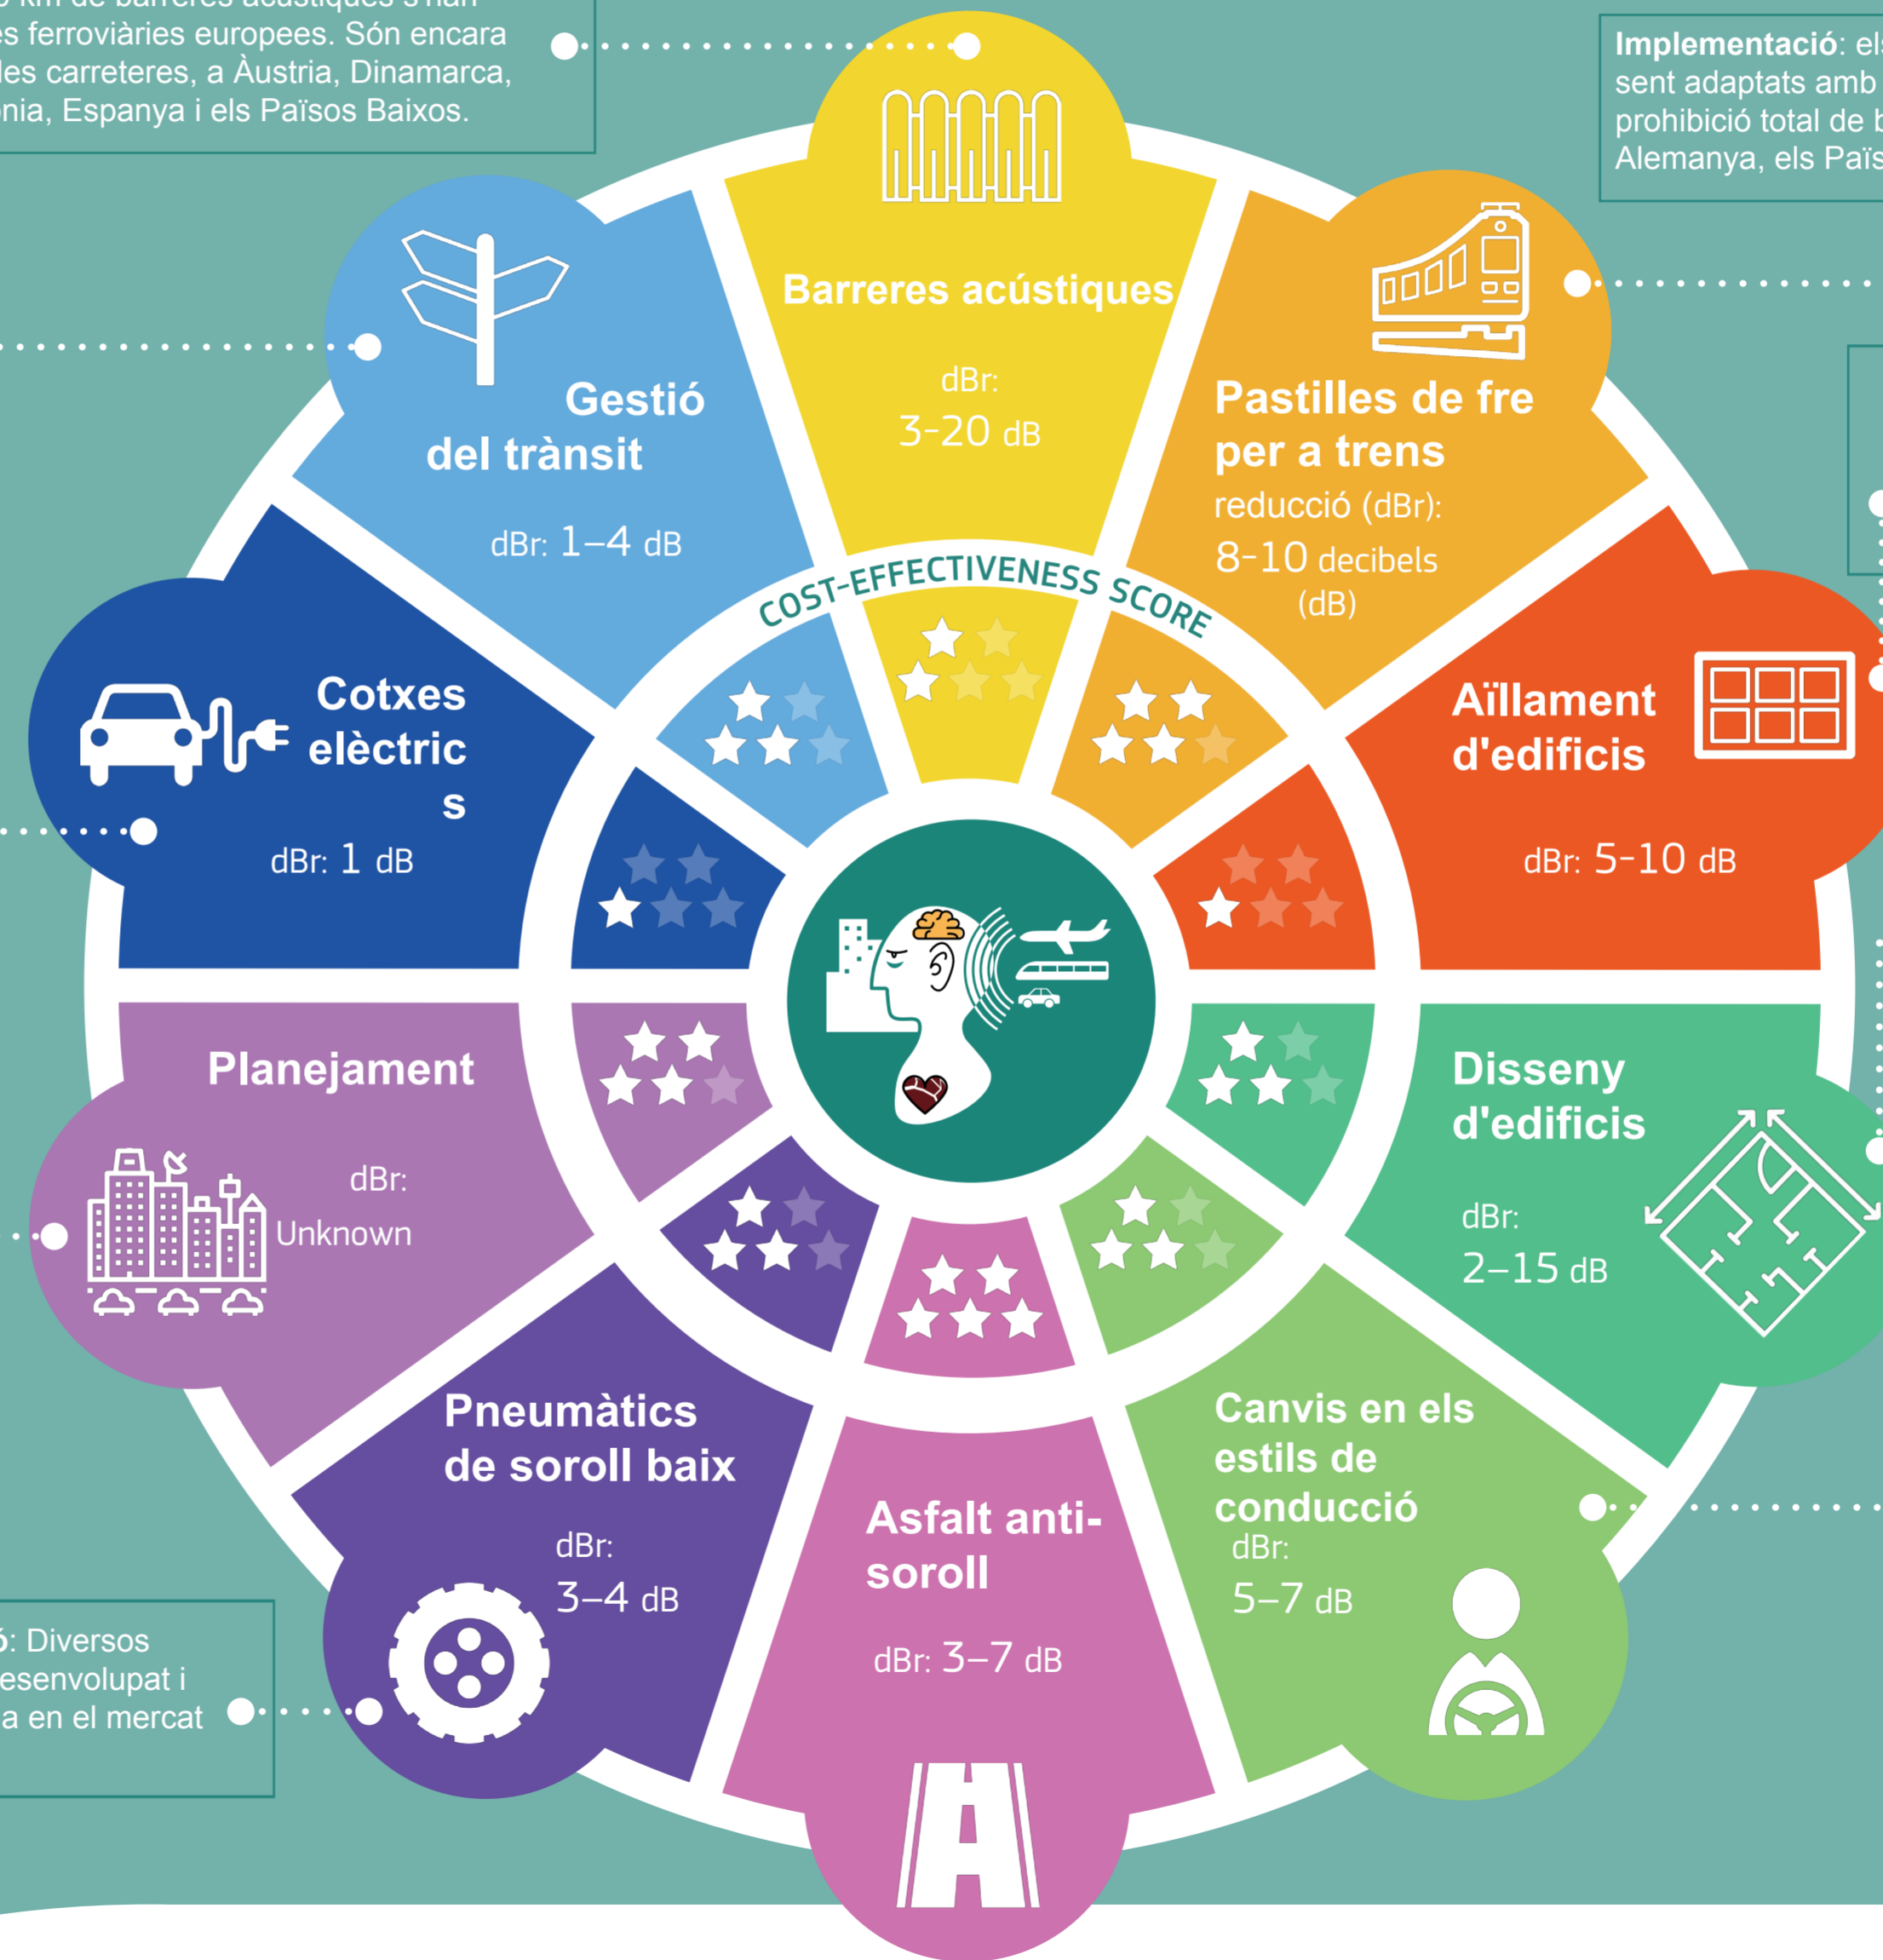 km de barreres acústiques s'han
ferroviàries europees. Són encara
carreteres, a Àustria, Dinamarca,
Espanya i els Països Baixos.
Implementació: els
sent adaptats amb
prohibició total de
Alemanya, els
Barreres acústiques
dBr:
3-20 dB
Gestió
del trànsit
dBr: 1–4 dB
Pastilles de fre
per a trens
reducció (dBr):
8-10 decibels
(dB)
COST-EFFECTIVENESS SCORE
Cotxes
elèctric
s
dBr: 1 dB
Aïllament
d'edificis
dBr: 5-10 dB
Planejament
dBr:
Unknown
Disseny
d'edificis
dBr:
2–15 dB
Pneumàtics
de soroll baix
dBr:
3–4 dB
Asfalt anti-
soroll
dBr: 3–7 dB
Canvis en els
estils de
conducció
dBr:
5–7 dB
: Diversos
esenvolupat i
a en el mercat